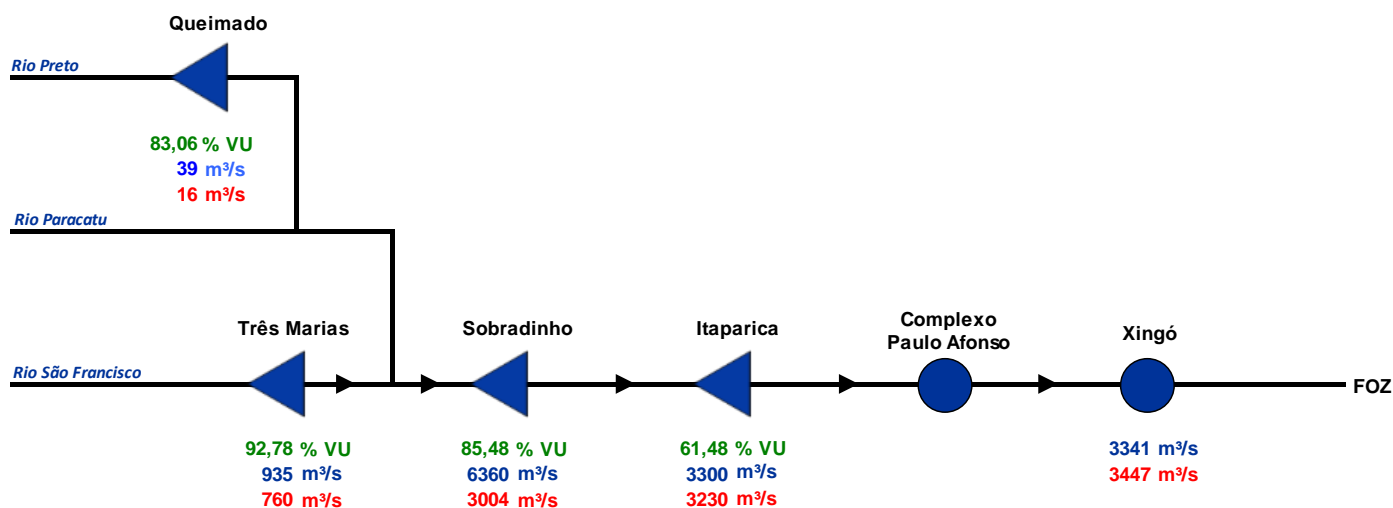 Queimado
Rio Preto
83,06 % VU
39 m³/s
16 m³/s
Rio Paracatu
Três Marias
Sobradinho
Itaparica
Complexo
Paulo Afonso
Xingó
Rio São Francisco
FOZ
92,78 % VU
935 m³/s
760 m³/s
85,48 % VU
6360 m³/s
3004 m³/s
61,48 % VU
3300 m³/s
3230 m³/s
3341 m³/s
3447 m³/s